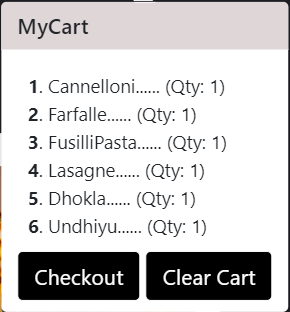 MyCart
1. Cannelloni...... (Qty: 1)
2. Farfalle...... (Qty: 1)
3. FusilliPasta...... (Qty: 1)
4. Lasagne...... (Qty: 1)
5. Dhokla...... (Qty: 1)
6. Undhiyu...... (Qty: 1)
Checkout Clear Cart